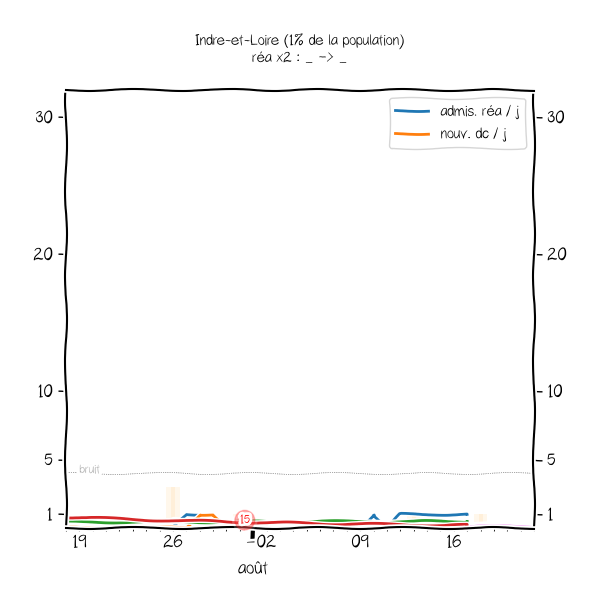 Indre-et-Loire (1% de la population)
réa x2 : _ -> _
admis. réa / j
nouv. dc / j
30
30
20
20
10
10
5
5
bruit
1
1
15
19
26
-02
09
16
août